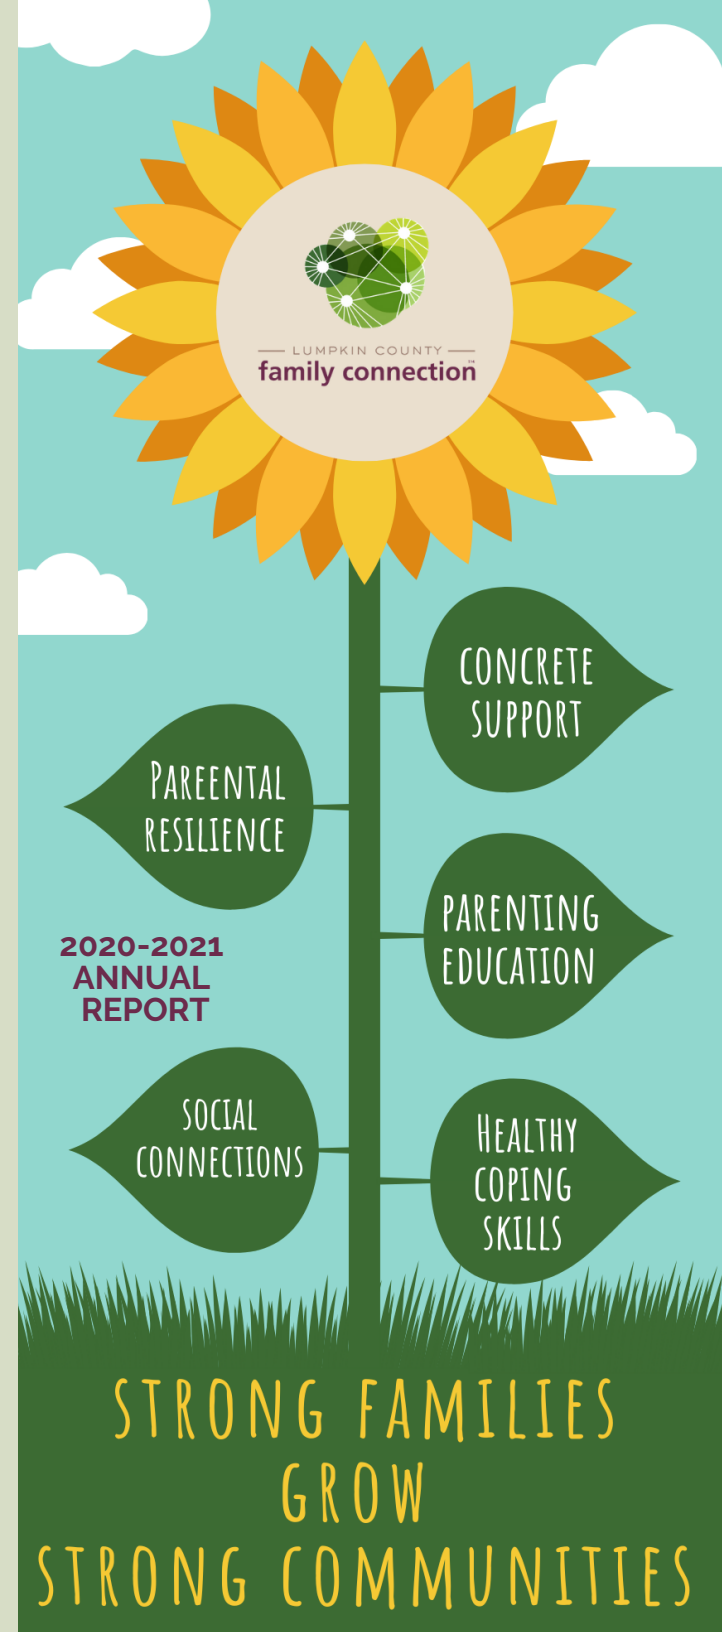 LUMPKIN COUNTY
family connection
CONCRETE
SUPPORT
PAREENTAL
RESILIENCE
PARENTING
EDUCATION
2020-2021
ANNUAL
REPORT
SOCIAL
CONNECTIONS
HEALTHY
COPING
SKILLS
STRONG FAMILIES
GROW
STRONG COMMUNITIES